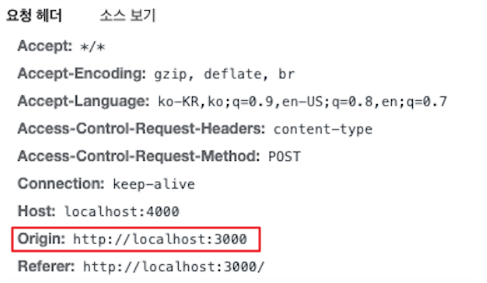 요청 헤더 소스 보기
Accept: */*
Accept-Encoding: gzip, deflate, br
Accept-Language: ko-KR,ko;q=0.9,en-US;q=0.8,en;q=0.7
Access-Control-Request-Headers: content-type
Access-Control-Request-Method: POST
Connection: keep-alive
Host: localhost:4000
Origin: http://localhost:3000
Referer: http://localhost:3000/